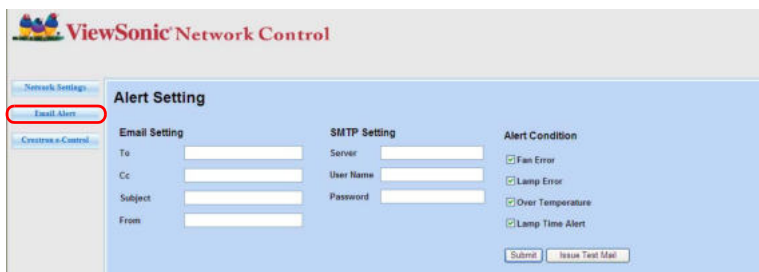 ViewSonic® Network Control
Network Settings
Email Alert
Crestron e-Control
Alert Setting
Email Setting
To
Cc
Subject
From
SMTP Setting
Server
User Name
Password
Alert Condition
Fan Error
Lamp Error
Over Temperature
Lamp Time Alert
Submit
Issue Test Mail